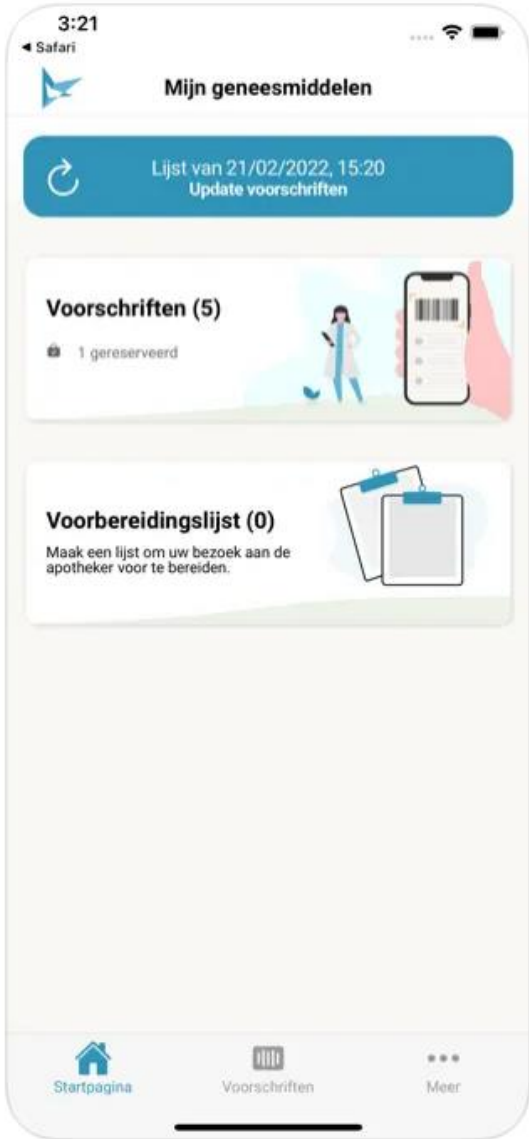 3:21
◀ Safari
Mijn geneesmiddelen
Lijst van 21/02/2022, 15:20
Update voorschriften
Voorschriften (5)
1 gereserveerd
Voorbereidingslijst (0)
Maak een lijst om uw bezoek aan de
apotheker voor te bereiden.
Startpagina
Voorschriften
Meer